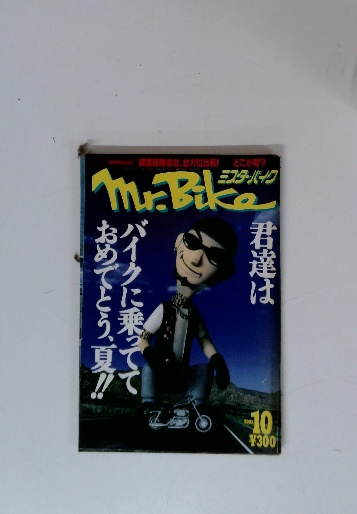 損害保険会社、全方位比較! どこが得?
Mr.Bike
ミスター・バイク
君達は
バイクに乗ってて
おめでとう、夏!!
10
¥300